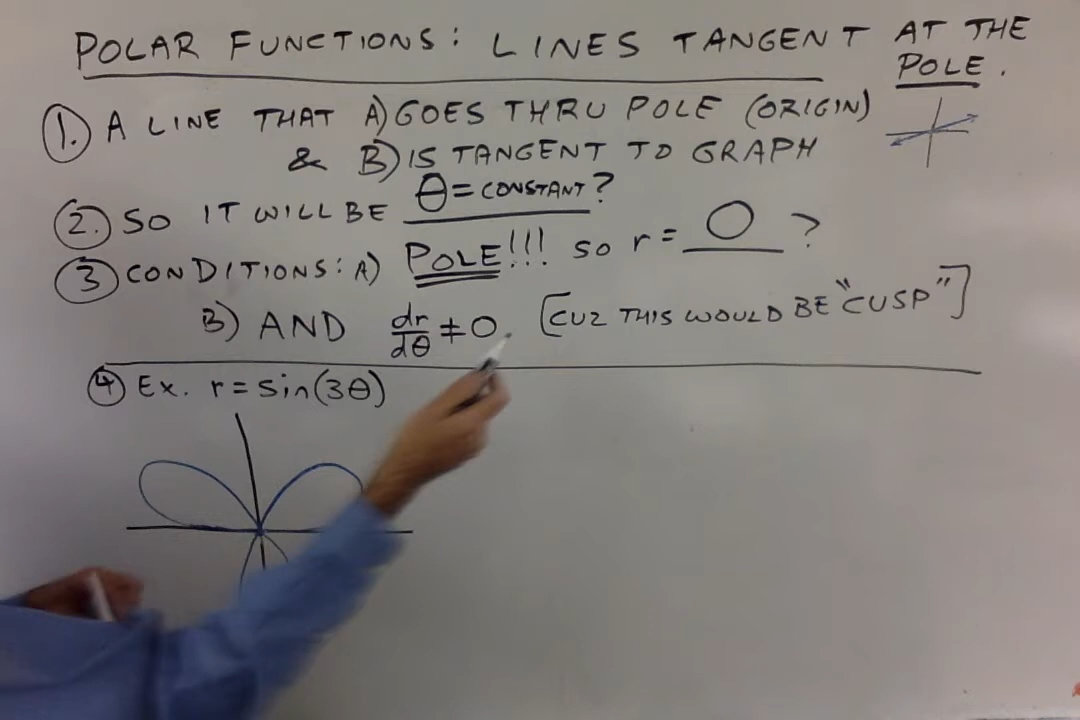 POLAR FUNCTIONS: LINES TANGENT AT THE POLE.
1. A LINE THAT A) GOES THRU POLE (ORIGIN)
& B) IS TANGENT TO GRAPH
2. SO IT WILL BE θ = CONSTANT?
3 CONDITIONS: A) POLE!!! SO r = 0 ?
B) AND dr/dθ ≠ 0. [CUZ THIS WOULD BE "CUSP"]
4 Ex. r = sin(3θ)